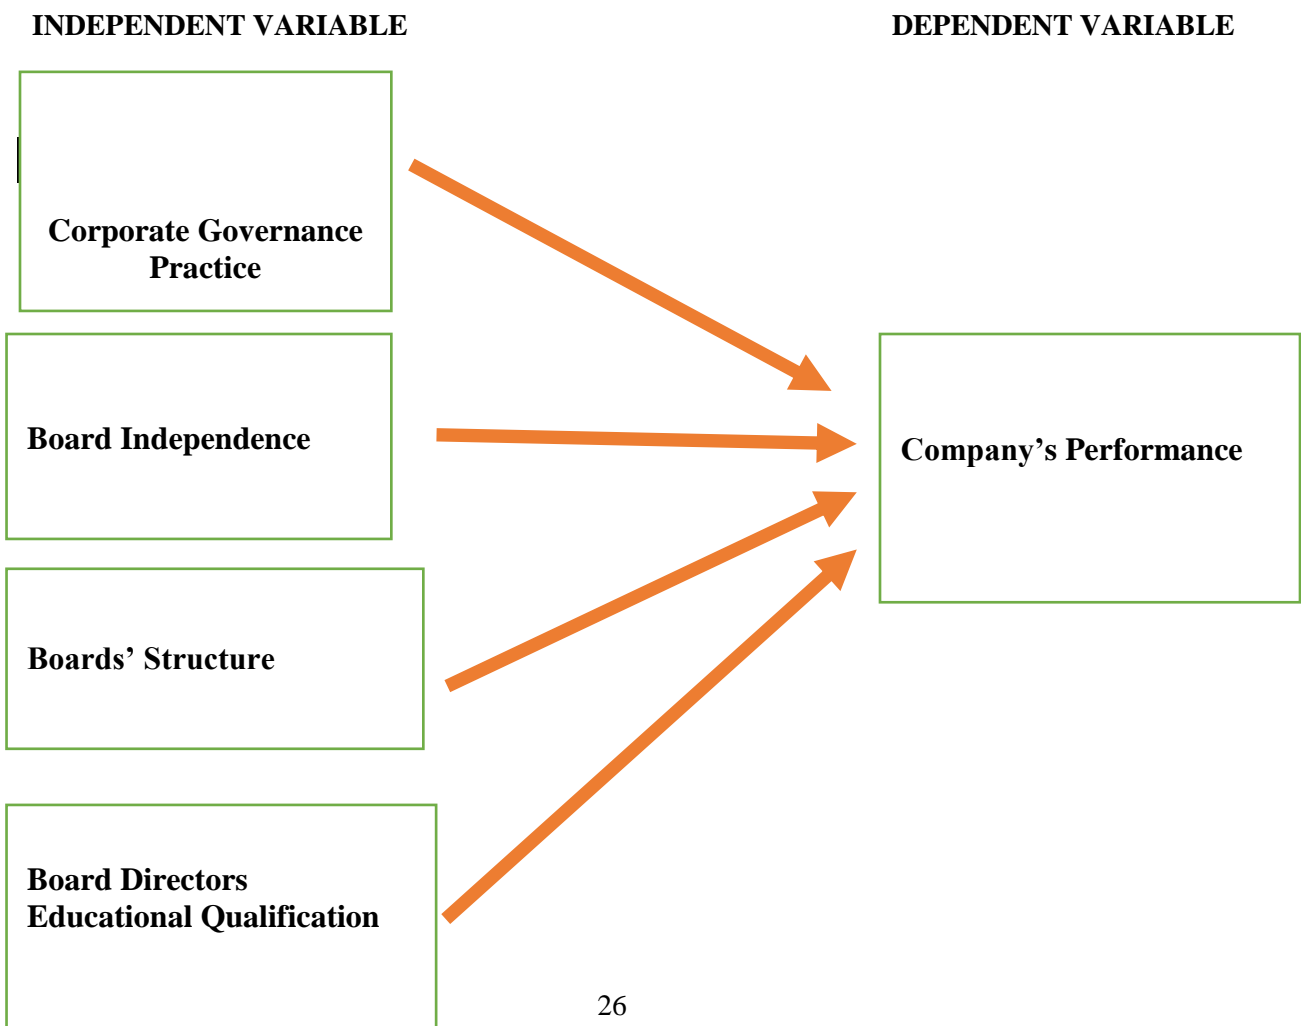 INDEPENDENT VARIABLE
DEPENDENT VARIABLE
Corporate Governance
Practice
Board Independence
Company’s Performance
Boards’ Structure
Board Directors
Educational Qualification
26